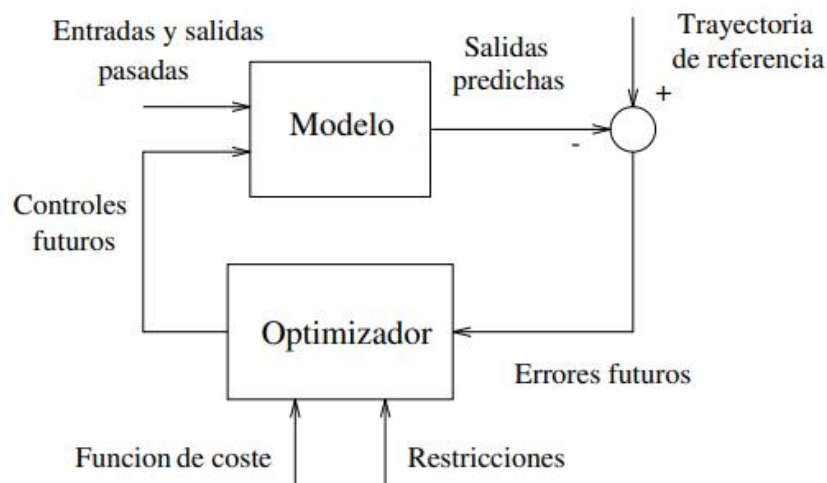 Entradas y salidas
pasadas
Salidas
predichas
Trayectoria
de referencia
+
Modelo
-
Controles
futuros
Optimizador
Errores futuros
Funcion de coste
Restricciones